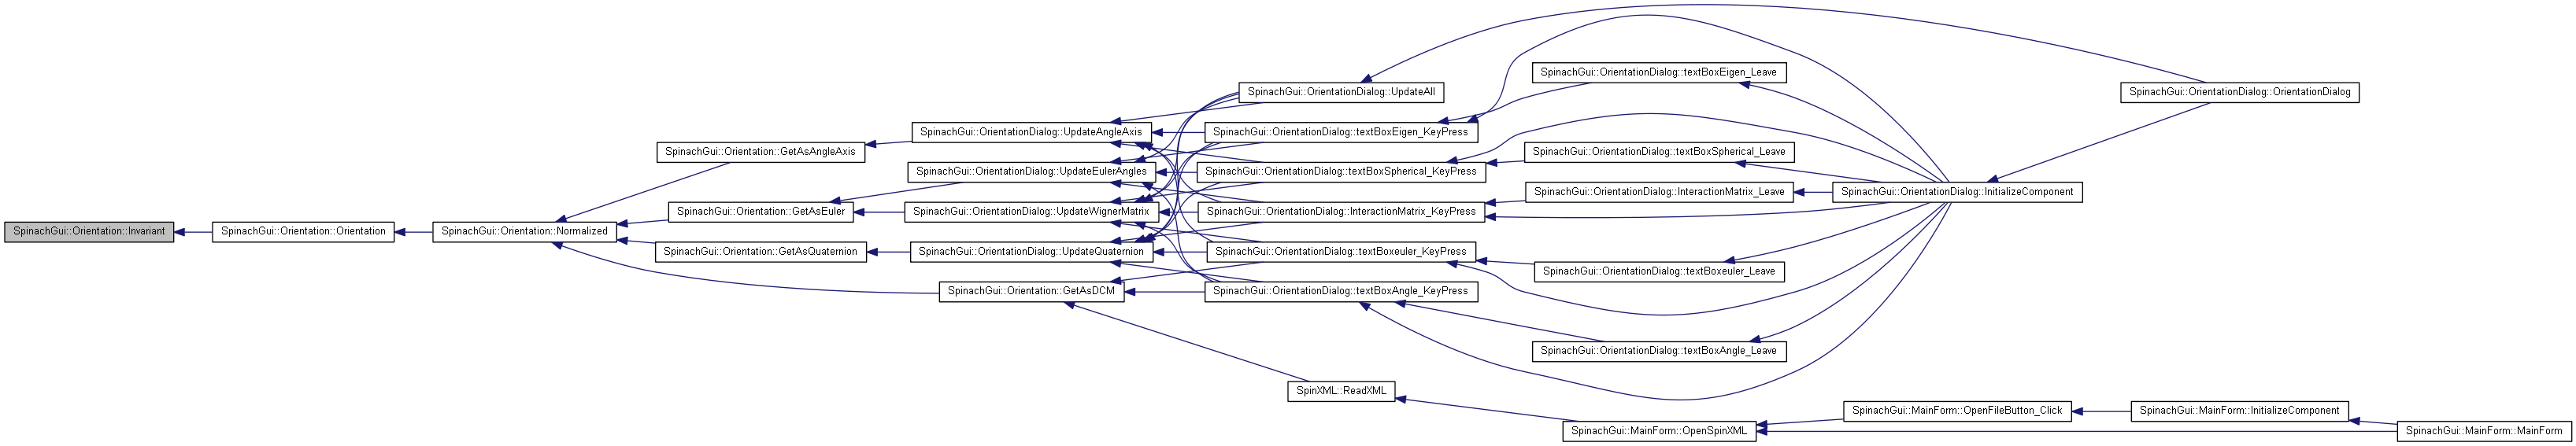 SpinachGui::Orientation::Invariant
SpinachGui::Orientation::Orientation
SpinachGui::Orientation::Normalized
SpinachGui::Orientation::GetAsAngleAxis
SpinachGui::Orientation::GetAsEuler
SpinachGui::Orientation::GetAsQuaternion
SpinachGui::Orientation::GetAsDCM
SpinachGui::OrientationDialog::UpdateAngleAxis
SpinachGui::OrientationDialog::UpdateEulerAngles
SpinachGui::OrientationDialog::UpdateWignerMatrix
SpinachGui::OrientationDialog::UpdateQuaternion
SpinachGui::OrientationDialog::UpdateAll
SpinachGui::OrientationDialog::textBoxEigen_KeyPress
SpinachGui::OrientationDialog::textBoxSpherical_KeyPress
SpinachGui::OrientationDialog::InteractionMatrix_KeyPress
SpinachGui::OrientationDialog::textBoxeuler_KeyPress
SpinachGui::OrientationDialog::textBoxAngle_KeyPress
SpinXML::ReadXML
SpinachGui::OrientationDialog::textBoxEigen_Leave
SpinachGui::OrientationDialog::textBoxSpherical_Leave
SpinachGui::OrientationDialog::InteractionMatrix_Leave
SpinachGui::OrientationDialog::textBoxeuler_Leave
SpinachGui::OrientationDialog::textBoxAngle_Leave
SpinachGui::MainForm::OpenSpinXML
SpinachGui::OrientationDialog::InitializeComponent
SpinachGui::MainForm::OpenFileButton_Click
SpinachGui::OrientationDialog::OrientationDialog
SpinachGui::MainForm::InitializeComponent
SpinachGui::MainForm::MainForm